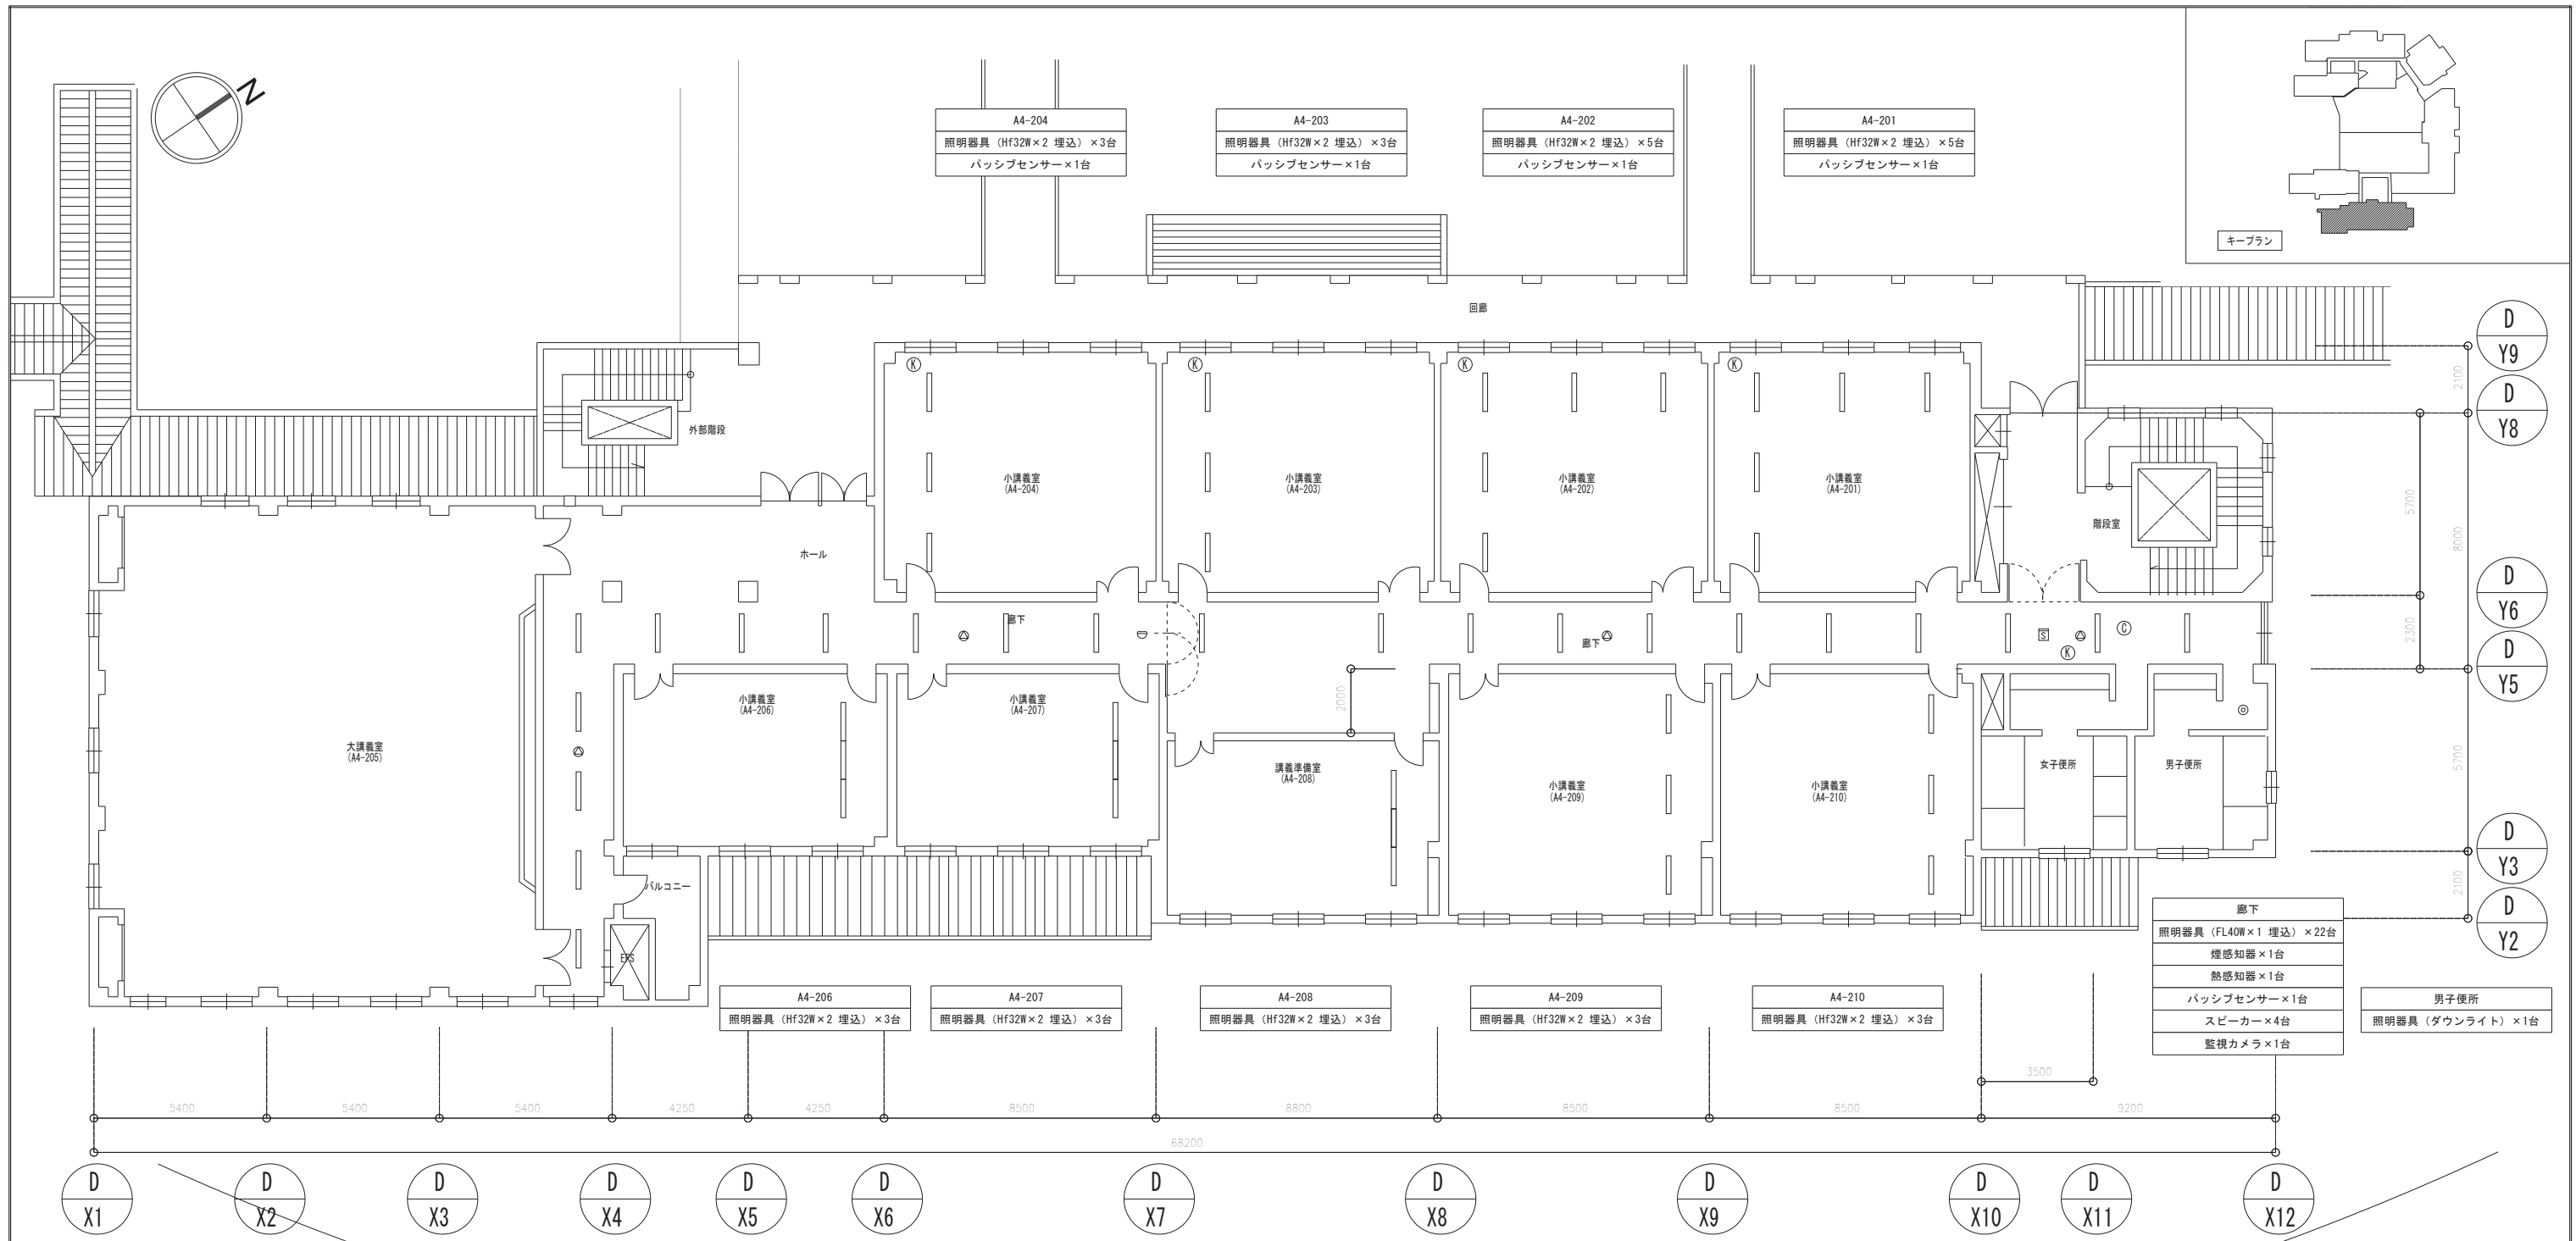 N
A4-204
照明器具（Hf32W×2 埋込）×3台
パッシブセンサー×1台
A4-203
照明器具（Hf32W×2 埋込）×3台
パッシブセンサー×1台
A4-202
照明器具（Hf32W×2 埋込）×5台
パッシブセンサー×1台
A4-201
照明器具（Hf32W×2 埋込）×5台
パッシブセンサー×1台
キープラン
回廊
D
Y9
2100
D
Y8
K
K
K
K
外部階段
小講義室
(A4-204)
小講義室
(A4-203)
小講義室
(A4-202)
小講義室
(A4-201)
階段室
5700
8000
ホール
D
Y6
廊下
廊下
S
C
K
2300
D
Y5
2000
小講義室
(A4-206)
小講義室
(A4-207)
大講義室
(A4-205)
講義準備室
(A4-208)
小講義室
(A4-209)
小講義室
(A4-210)
女子便所
男子便所
5700
D
Y3
バルコニー
2100
D
Y2
EPS
廊下
照明器具（FL40W×1 埋込）×22台
煙感知器×1台
熱感知器×1台
パッシブセンサー×1台
スピーカー×4台
監視カメラ×1台
男子便所
照明器具（ダウンライト）×1台
A4-206
照明器具（Hf32W×2 埋込）×3台
A4-207
照明器具（Hf32W×2 埋込）×3台
A4-208
照明器具（Hf32W×2 埋込）×3台
A4-209
照明器具（Hf32W×2 埋込）×3台
A4-210
照明器具（Hf32W×2 埋込）×3台
3500
5400
5400
5400
4250
4250
8500
8800
8500
8500
9200
68200
D
X1
D
X2
D
X3
D
X4
D
X5
D
X6
D
X7
D
X8
D
X9
D
X10
D
X11
D
X12